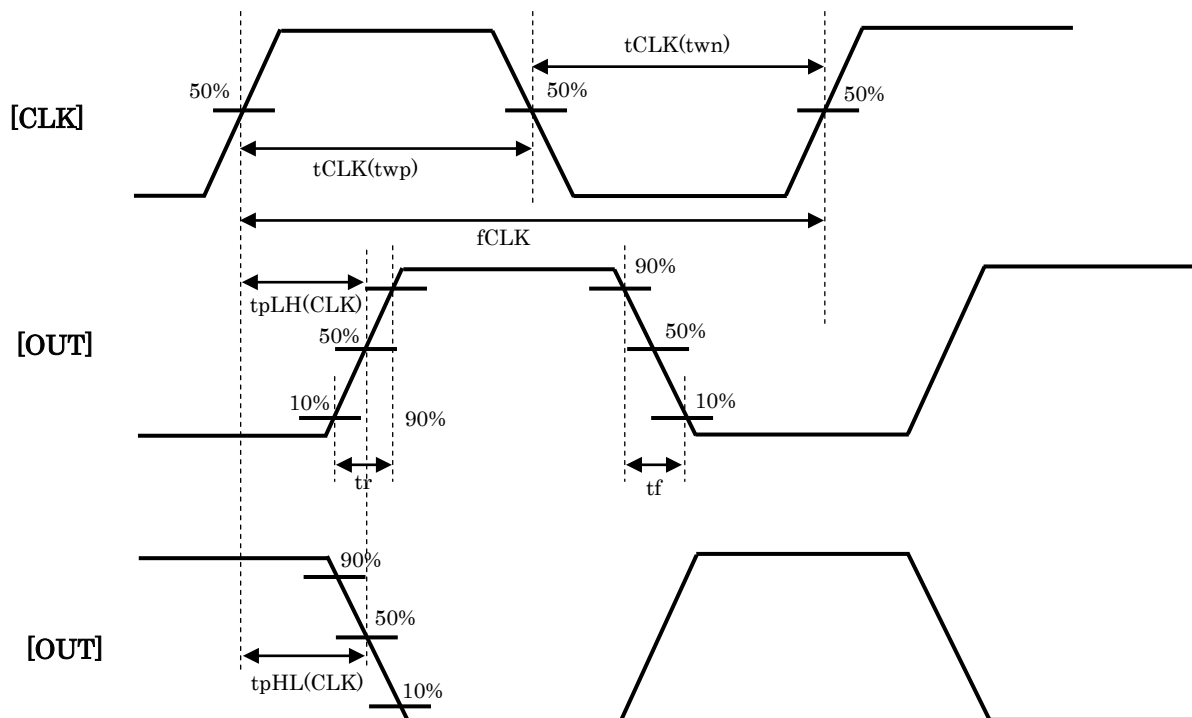 tCLK(twn)
50%
50%
50%
[CLK]
tCLK(twp)
fCLK
90%
tpLH(CLK)
50%
50%
[OUT]
10%
90%
10%
tr
tf
90%
50%
[OUT]
tpHL(CLK)
10%